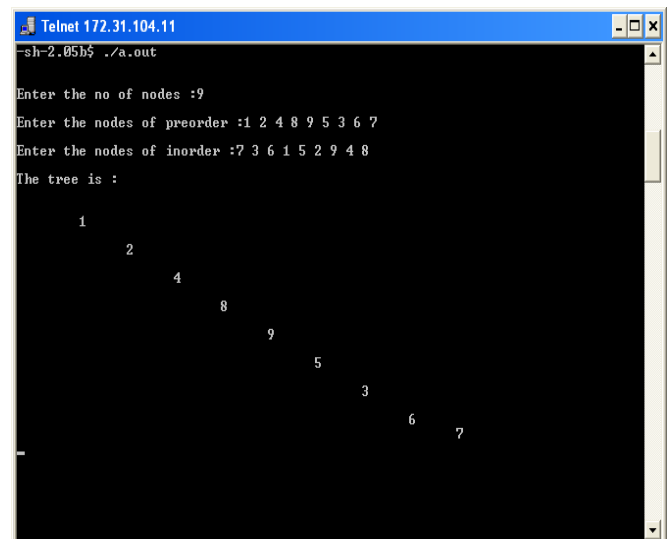 Telnet 172.31.104.11
-sh-2.05b$ ./a.out
Enter the no of nodes :9
Enter the nodes of preorder :1 2 4 8 9 5 3 6 7
Enter the nodes of inorder :7 3 6 1 5 2 9 4 8
The tree is :
1
2
4
8
9
5
3
6
7